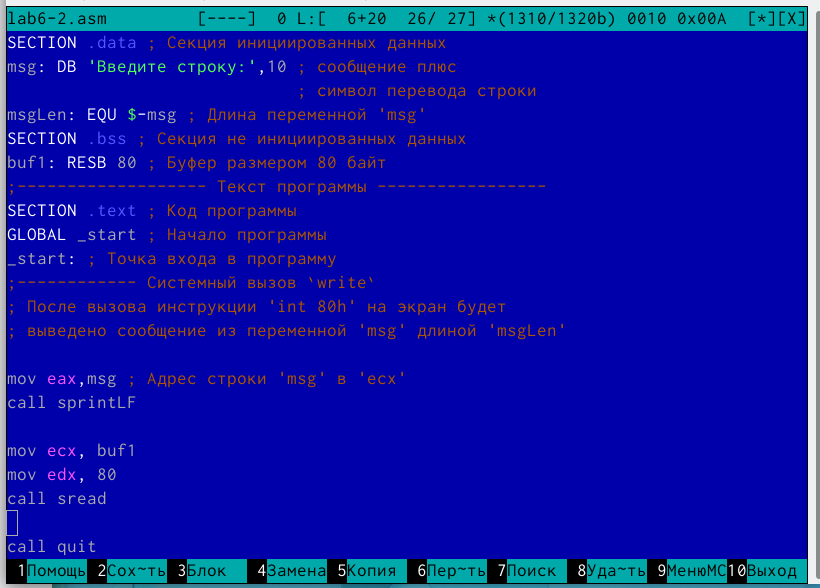 lab6-2.asm [----] 0 L:[ 6+20 26/ 27] *(1310/1320b) 0010 0x00A [*][X]
SECTION .data ; Секция инициированных данных
msg: DB 'Введите строку:',10 ; сообщение плюс
; символ перевода строки
msgLen: EQU $-msg ; Длина переменной 'msg'
SECTION .bss ; Секция не инициированных данных
buf1: RESB 80 ; Буфер размером 80 байт
;------------------- Текст программы -----------------
SECTION .text ; Код программы
GLOBAL _start ; Начало программы
_start: ; Точка входа в программу
;------------ Системный вызов `write`
; После вызова инструкции 'int 80h' на экран будет
; выведено сообщение из переменной 'msg' длиной 'msgLen'
mov eax,msg ; Адрес строки 'msg' в 'ecx'
call sprintLF
mov ecx, buf1
mov edx, 80
call sread
call quit
1Помощь 2Сох~ть 3Блок 4Замена 5Копия 6Пер~ть 7Поиск 8Уда~ть 9МенюMC 10Выход